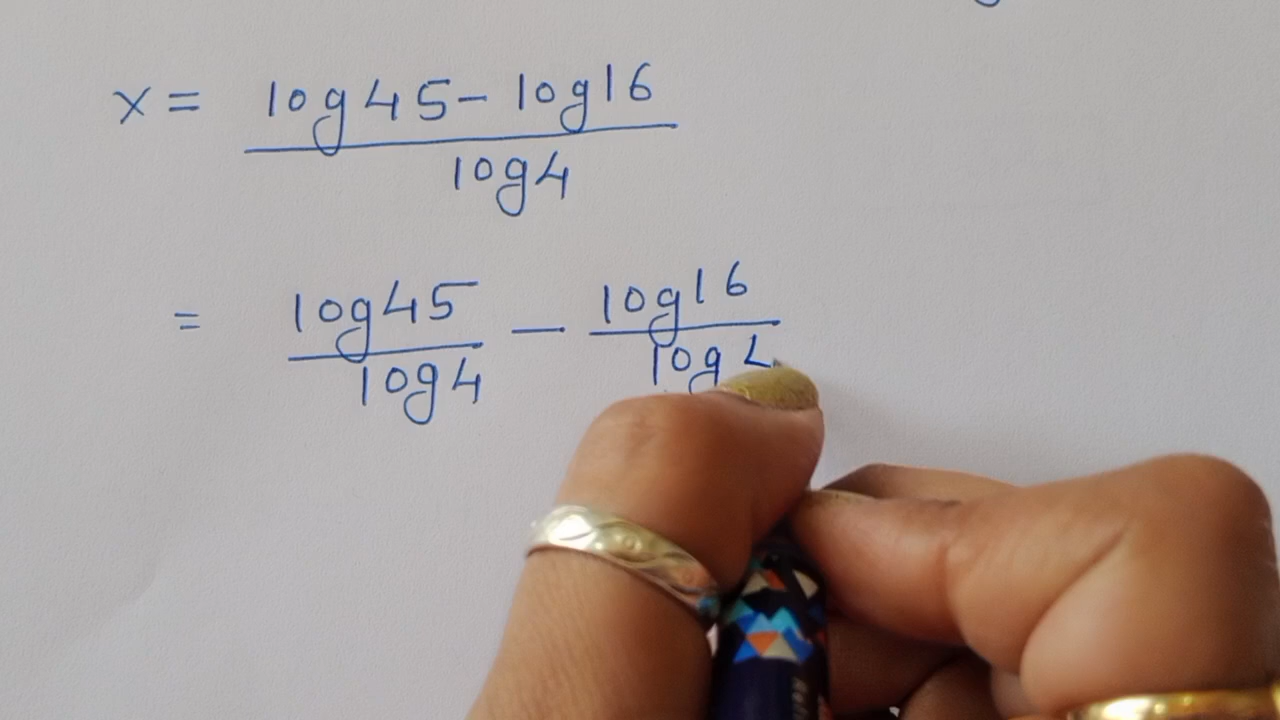 x = log45 - log16
log4
= log45 - log16
log4 log4